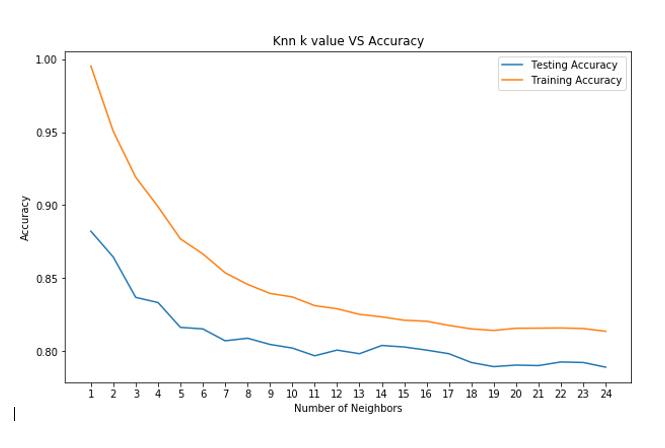 Knn k value VS Accuracy
Testing Accuracy
Training Accuracy
1.00
0.95
0.90
0.85
0.80
Accuracy
1 2 3 4 5 6 7 8 9 10 11 12 13 14 15 16 17 18 19 20 21 22 23 24
Number of Neighbors